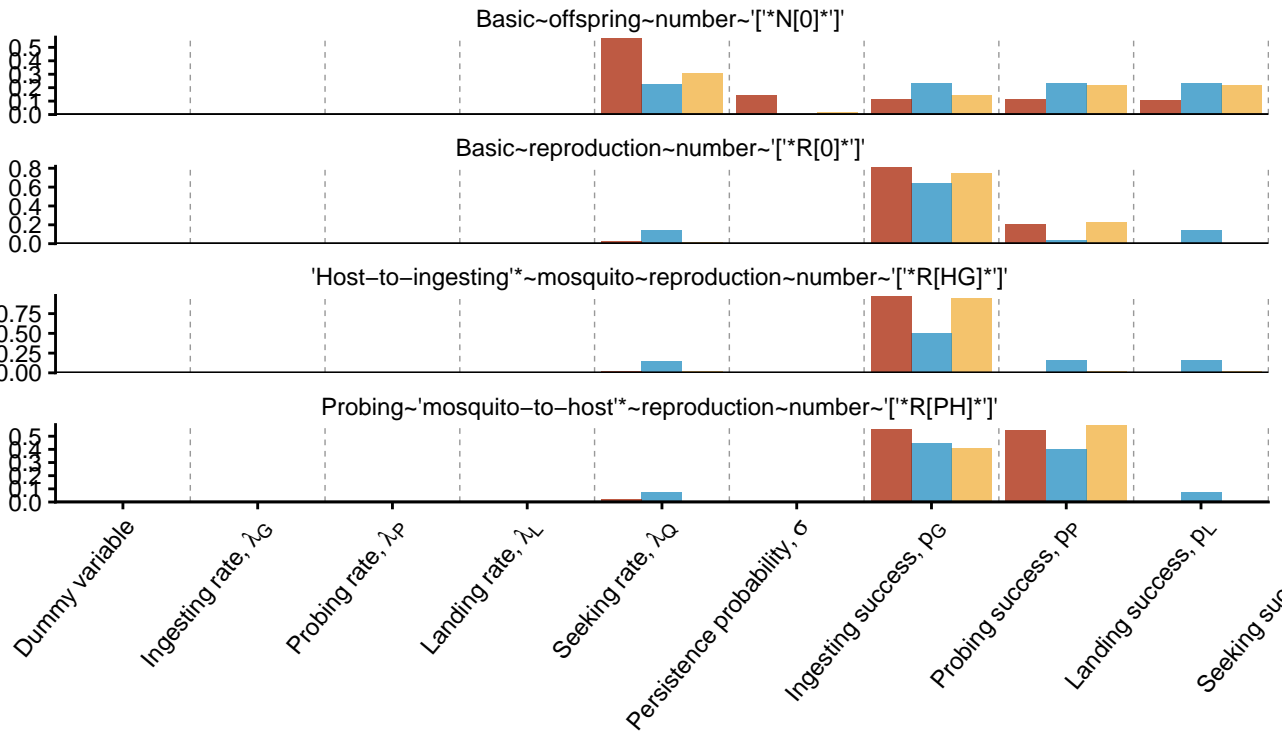 Basic~offspring~number~'['*N[0]*']'
0.5
0.4
0.3
0.2
0.1
0.0
Basic~reproduction~number~'['*R[0]*']'
0.8
0.6
0.4
0.2
0.0
'Host−to−ingesting'*~mosquito~reproduction~number~'['*R[HG]*']'
0.75
0.50
0.25
0.00
Probing~'mosquito−to−host'*~reproduction~number~'['*R[PH]*']'
0.5
0.4
0.3
0.2
0.1
0.0
Dummy variable
Ingesting rate, λG
Probing rate, λP
Landing rate, λL
Seeking rate, λQ
Persistence probability, σ
Ingesting success, pG
Probing success, pP
Landing success, pL
Seeking